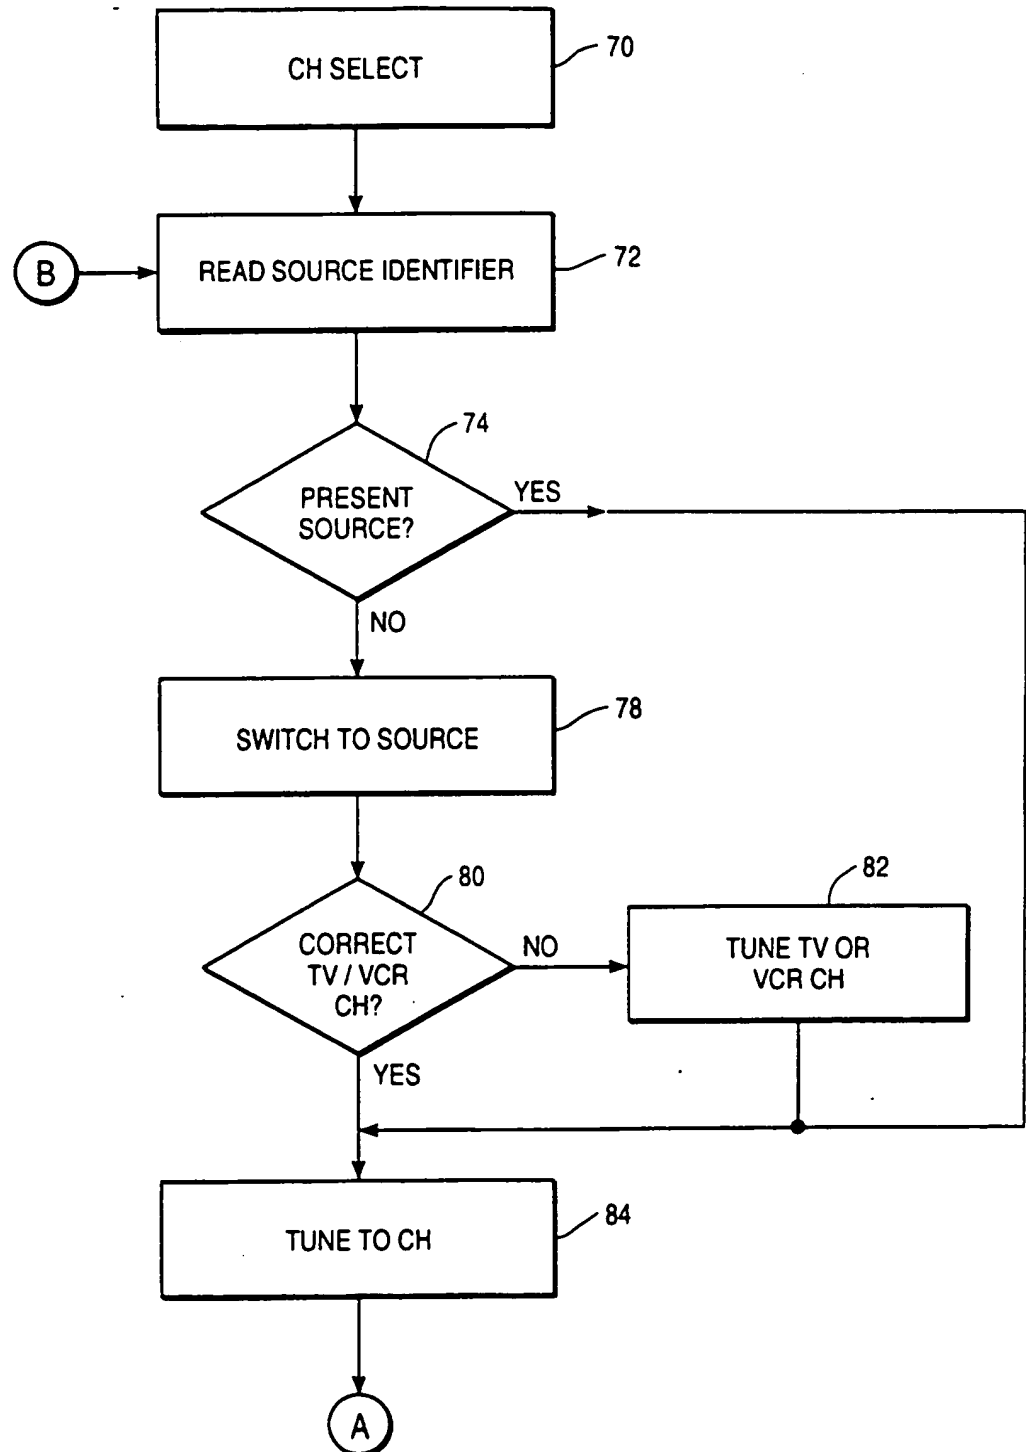 CH SELECT
70
B
READ SOURCE IDENTIFIER
72
74
PRESENT
SOURCE?
YES
NO
SWITCH TO SOURCE
78
80
CORRECT
TV / VCR
CH?
NO
82
TUNE TV OR
VCR CH
YES
TUNE TO CH
84
A